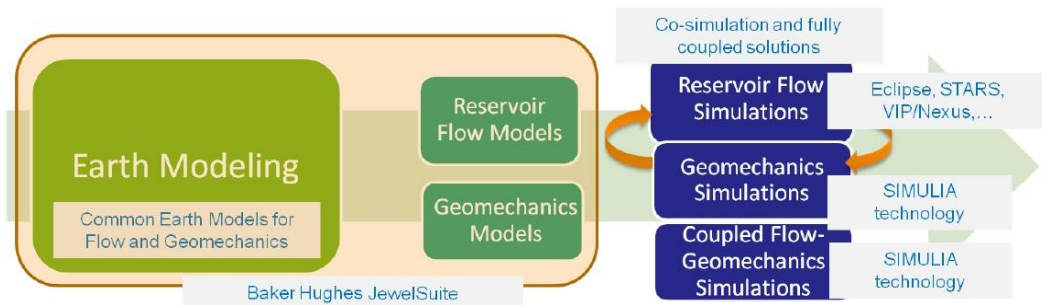 Co-simulation and fully
coupled solutions
Earth Modeling
Common Earth Models for
Flow and Geomechanics
Reservoir
Flow Models
Geomechanics
Models
Baker Hughes JewelSuite
Reservoir Flow
Simulations
Eclipse, STARS,
VIP/Nexus,...
Geomechanics
Simulations
SIMULIA
technology
Coupled Flow-
Geomechanics
Simulations
SIMULIA
technology